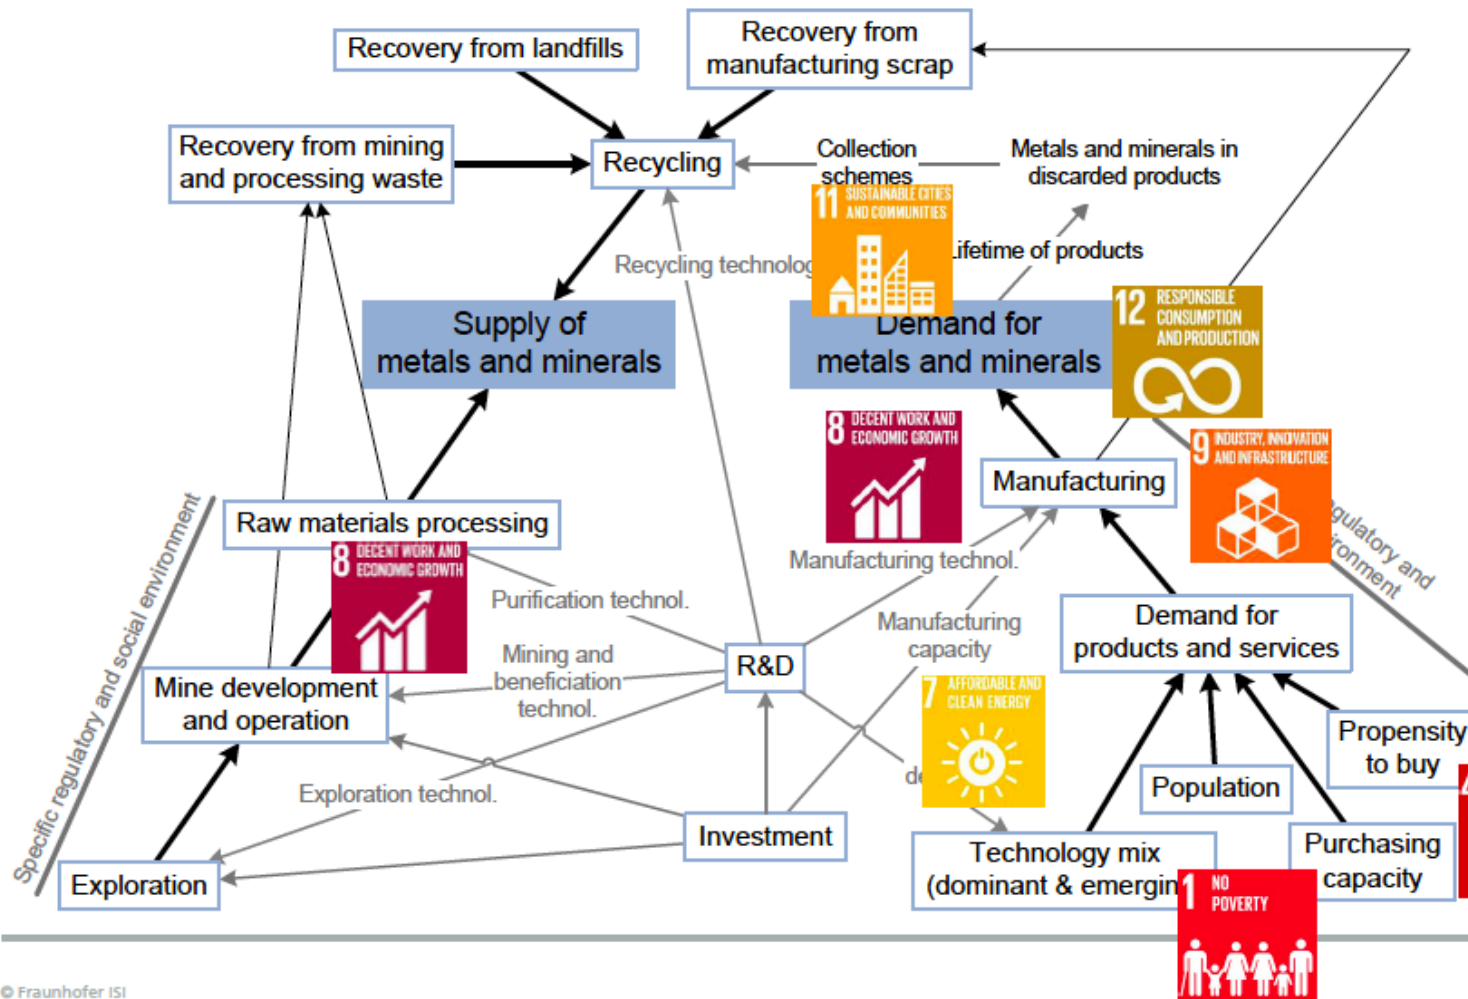 Recovery from landfills
Recovery from
manufacturing scrap
Recovery from mining
and processing waste
Recycling
Collection
schemes
Metals and minerals in
discarded products
11 SUSTAINABLE CITIES
AND COMMUNITIES
Recycling
Lifetime of products
12 RESPONSIBLE
CONSUMPTION
AND PRODUCTION
Supply of
metals and minerals
Demand for
metals and minerals
8 DECENT WORK AND
ECONOMIC GROWTH
9 INDUSTRY, INNOVATION
AND INFRASTRUCTURE
Manufacturing
Raw materials processing
8 DECENT WORK AND
ECONOMIC GROWTH
Specific regulatory and social environment
and
Manufacturing technol.
Purification technol.
Manufacturing
capacity
Demand for
products and services
Mining and
beneficiation
technol.
R&D
Mine development
and operation
7 AFFORDABLE AND
CLEAN ENERGY
Propensity
to buy
Population
Exploration technol.
Investment
Technology mix
(dominant &
Purchasing
capacity
Exploration
1 NO
POVERTY
© Fraunhofer ISI